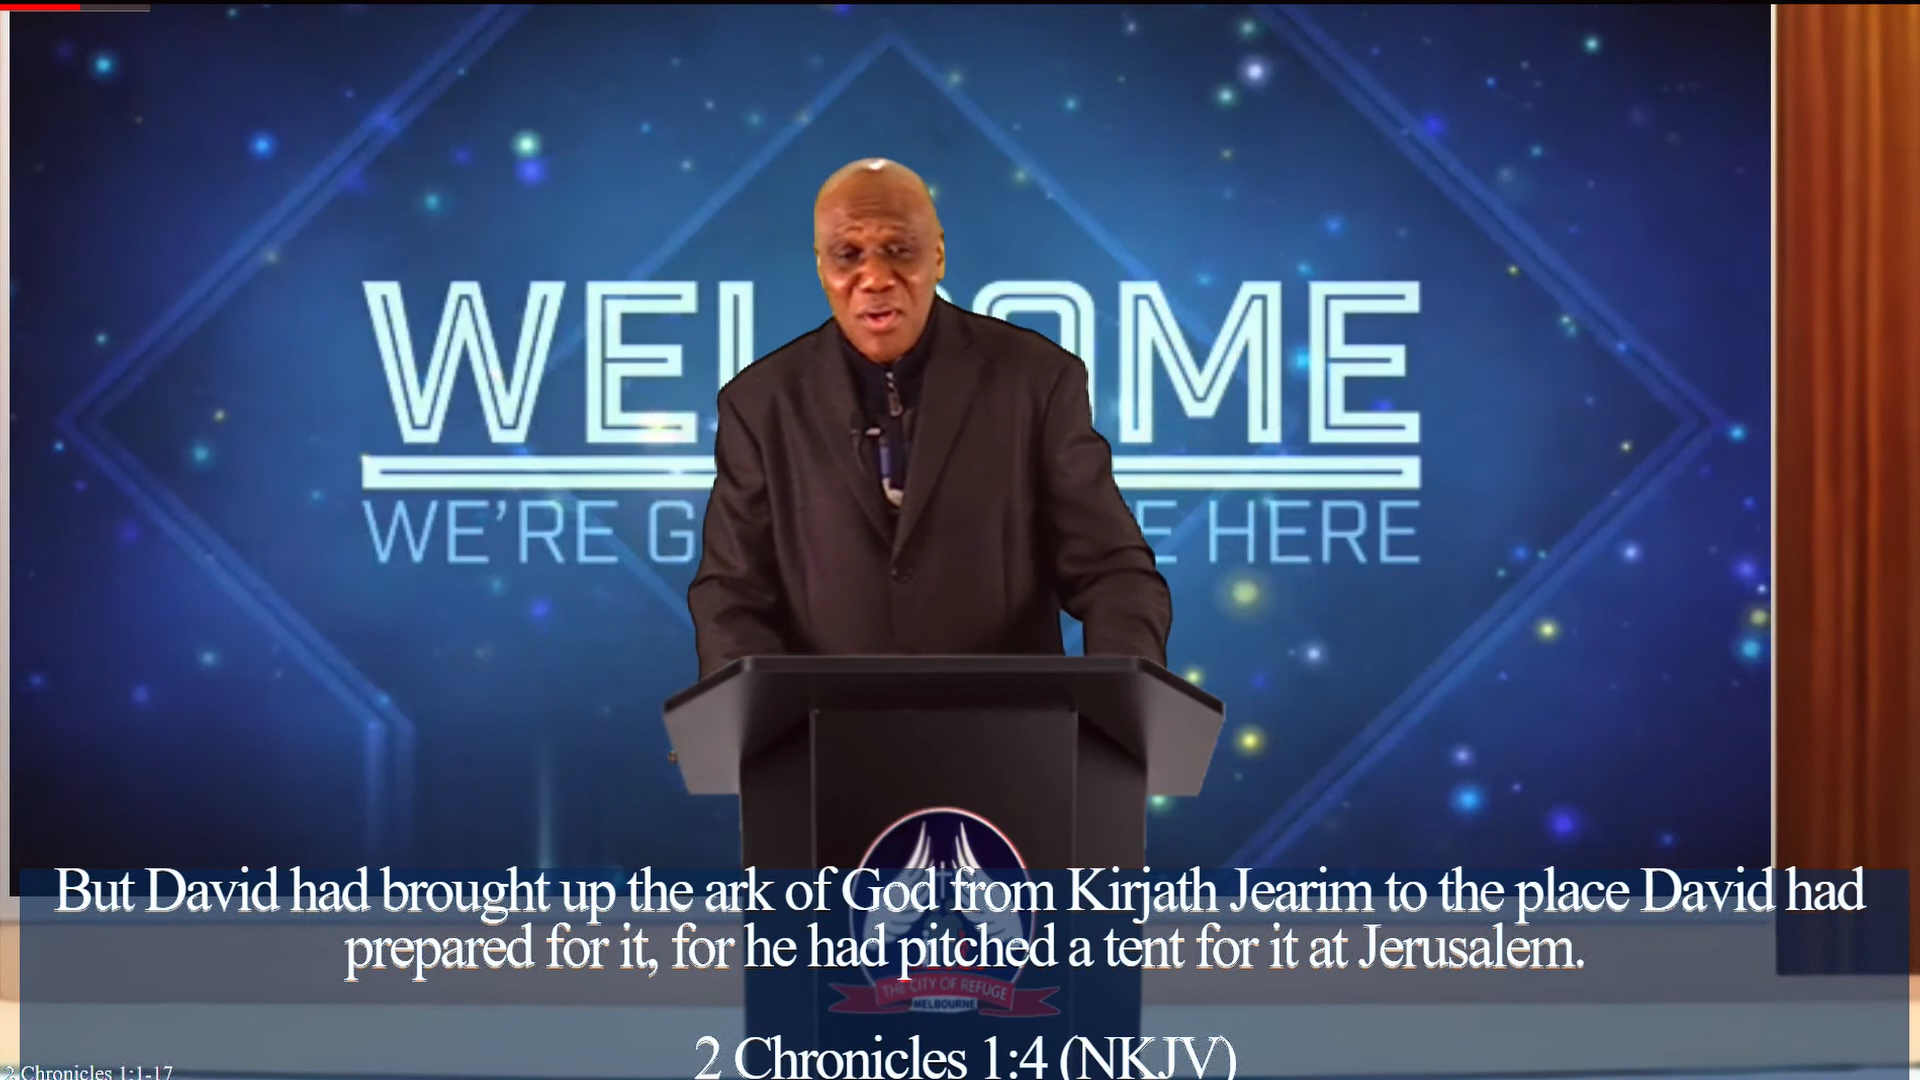 WEL OME
WE'RE G E HERE
But David had brought up the ark of God from Kirjath Jearim to the place David had
prepared for it, for he had pitched a tent for it at Jerusalem.
THE CITY OF REFUGE
MELBOURNE
2 Chronicles 1:4 (NKJV)
2 Chronicles 1:1-17